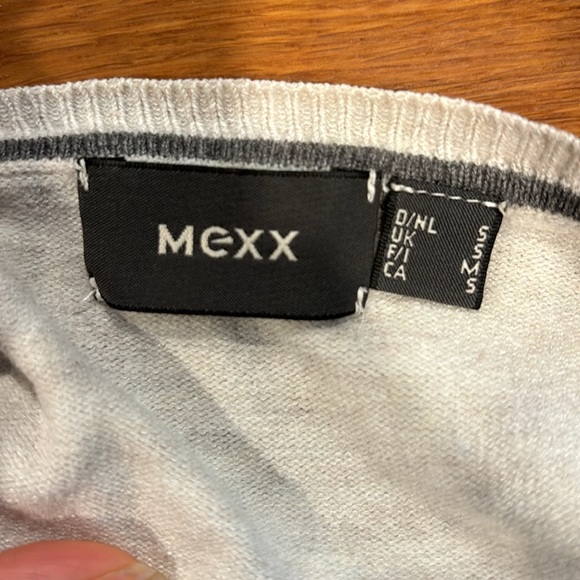 MEXX
D/NL S
UK S
F/I M
CA S